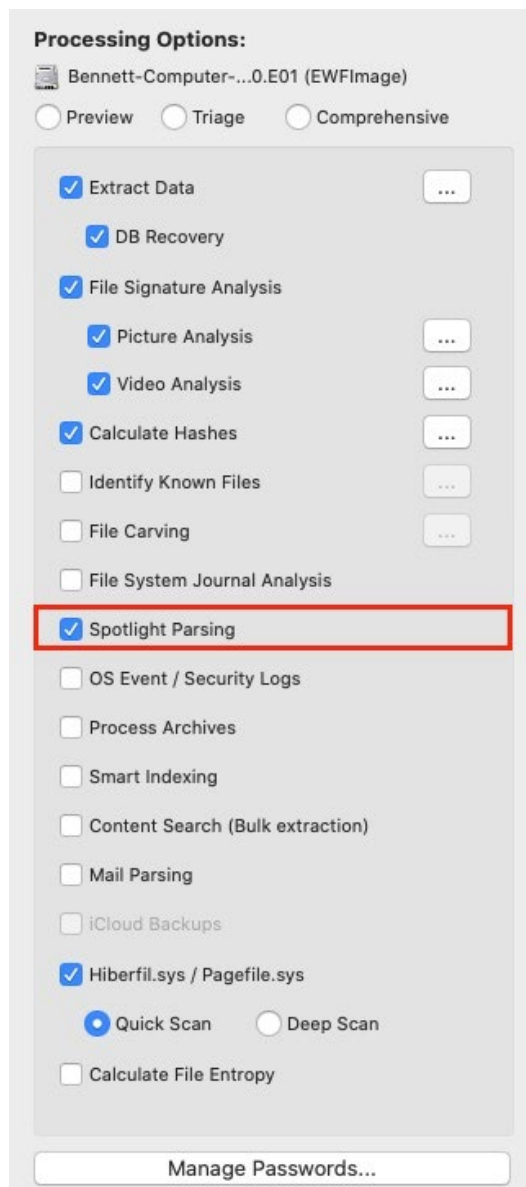 Processing Options:
Bennett-Computer-...0.E01 (EWFImage)
Preview Triage Comprehensive
Extract Data ...
DB Recovery
File Signature Analysis
Picture Analysis ...
Video Analysis ...
Calculate Hashes ...
Identify Known Files ...
File Carving ...
File System Journal Analysis
Spotlight Parsing
OS Event / Security Logs
Process Archives
Smart Indexing
Content Search (Bulk extraction)
Mail Parsing
iCloud Backups
Hiberfil.sys / Pagefile.sys
Quick Scan Deep Scan
Calculate File Entropy
Manage Passwords...